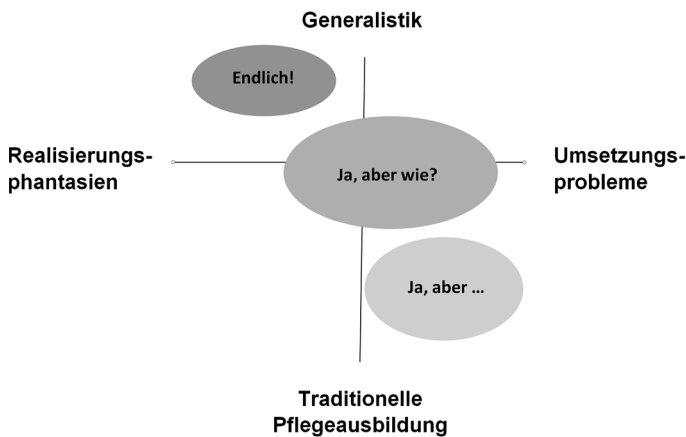 Generalistik
Endlich!
Realisierungs-
phantasien
Ja, aber wie?
Umsetzungs-
probleme
Ja, aber ...
Traditionelle
Pflegeausbildung